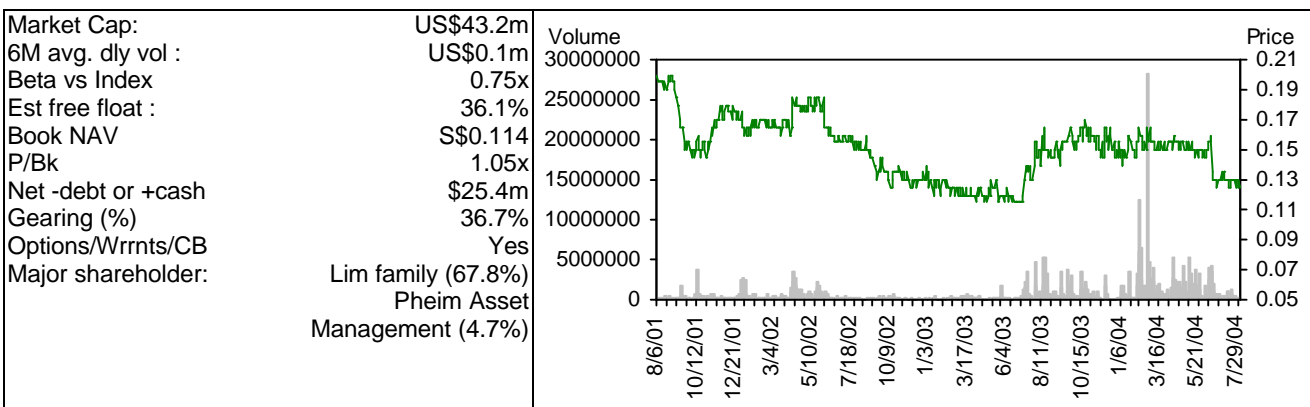 Market Cap: US$43.2m
6M avg. dly vol : US$0.1m
Beta vs Index 0.75x
Est free float : 36.1%
Book NAV S$0.114
P/Bk 1.05x
Net -debt or +cash $25.4m
Gearing (%) 36.7%
Options/Wrrnts/CB Yes
Major shareholder: Lim family (67.8%)
Pheim Asset
Management (4.7%)
Volume Price
30000000 0.21
25000000 0.19
20000000 0.17
15000000 0.15
10000000 0.13
5000000 0.11
0 0.09
0.07
0.05
8/6/01
10/12/01
12/21/01
3/4/02
5/10/02
7/18/02
10/9/02
1/3/03
3/17/03
6/4/03
8/11/03
10/15/03
1/6/04
3/16/04
5/21/04
7/29/04